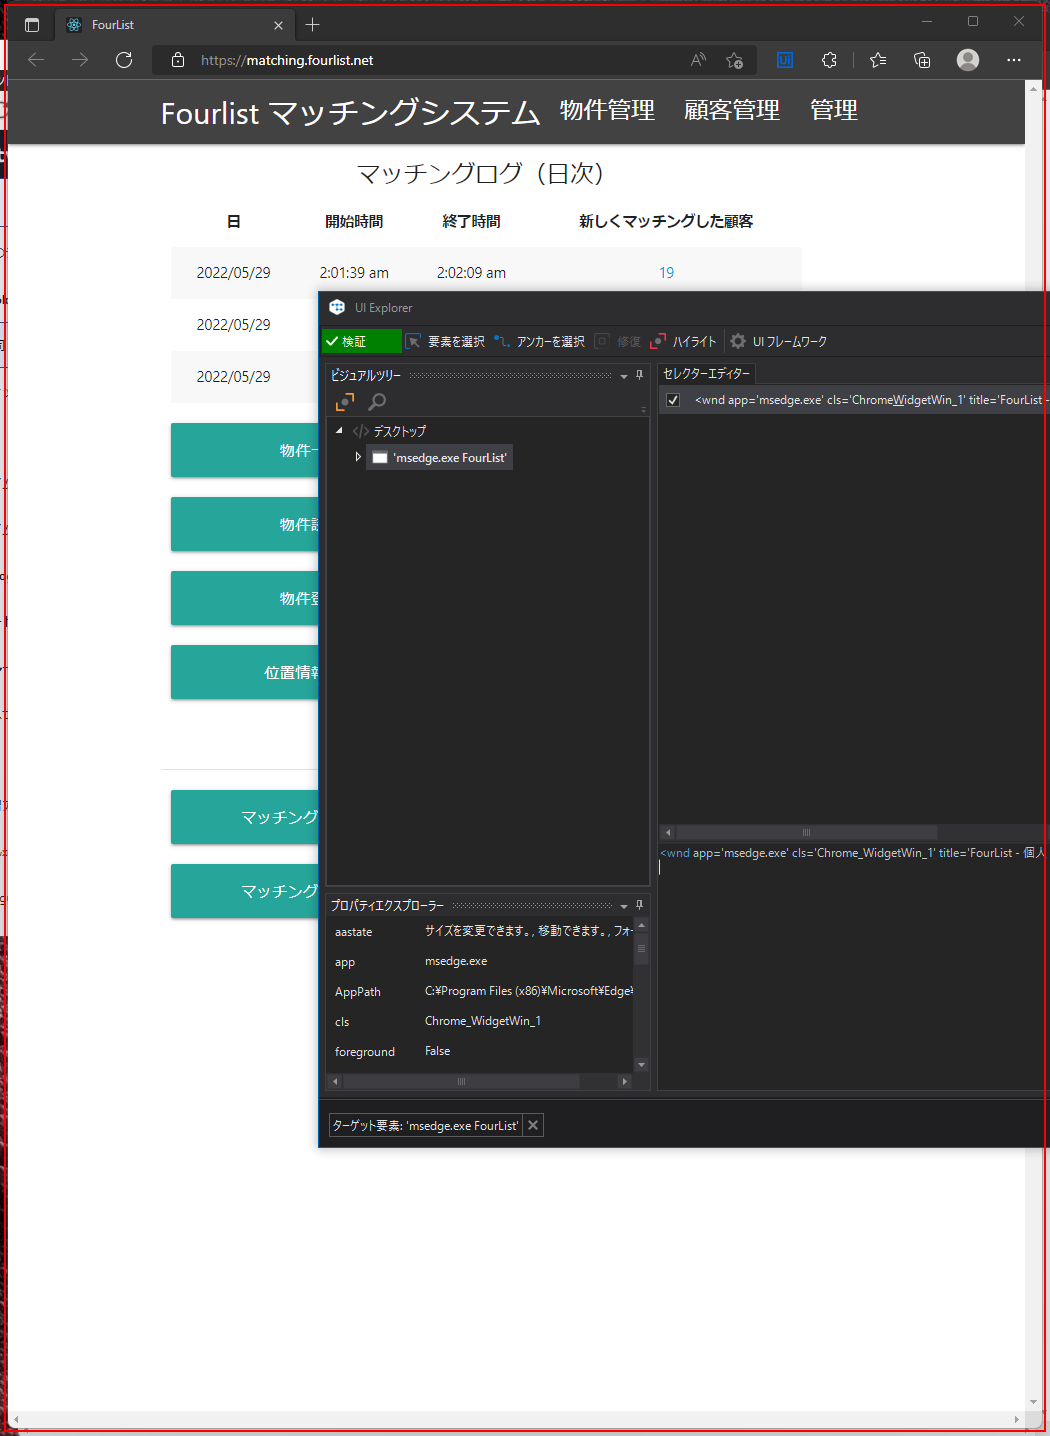 FourList
https://matching.fourlist.net
Fourlist マッチングシステム 物件管理 顧客管理 管理
マッチングログ（日次）
日 開始時間 終了時間 新しくマッチングした顧客
2022/05/29 2:01:39 am 2:02:09 am 19
2022/05/29
2022/05/29
物件
物件
物件
位置情報
マッチング
マッチング
UI Explorer
検証 要素を選択 アンカーを選択 修復 ハイライト UI フレームワーク
ビジュアルツリー
デスクトップ
'msedge.exe FourList'
セレクターエディター
<wnd app='msedge.exe' cls='ChromeWidgetWin_1' title='FourList -
<wnd app='msedge.exe' cls='Chrome_WidgetWin_1' title='FourList - 個人
プロパティエクスプローラー
aastate サイズを変更できます。, 移動できます。, フォー
app msedge.exe
AppPath C:¥Program Files (x86)¥Microsoft¥Edge¥
cls Chrome_WidgetWin_1
foreground False
ターゲット要素: 'msedge.exe FourList'